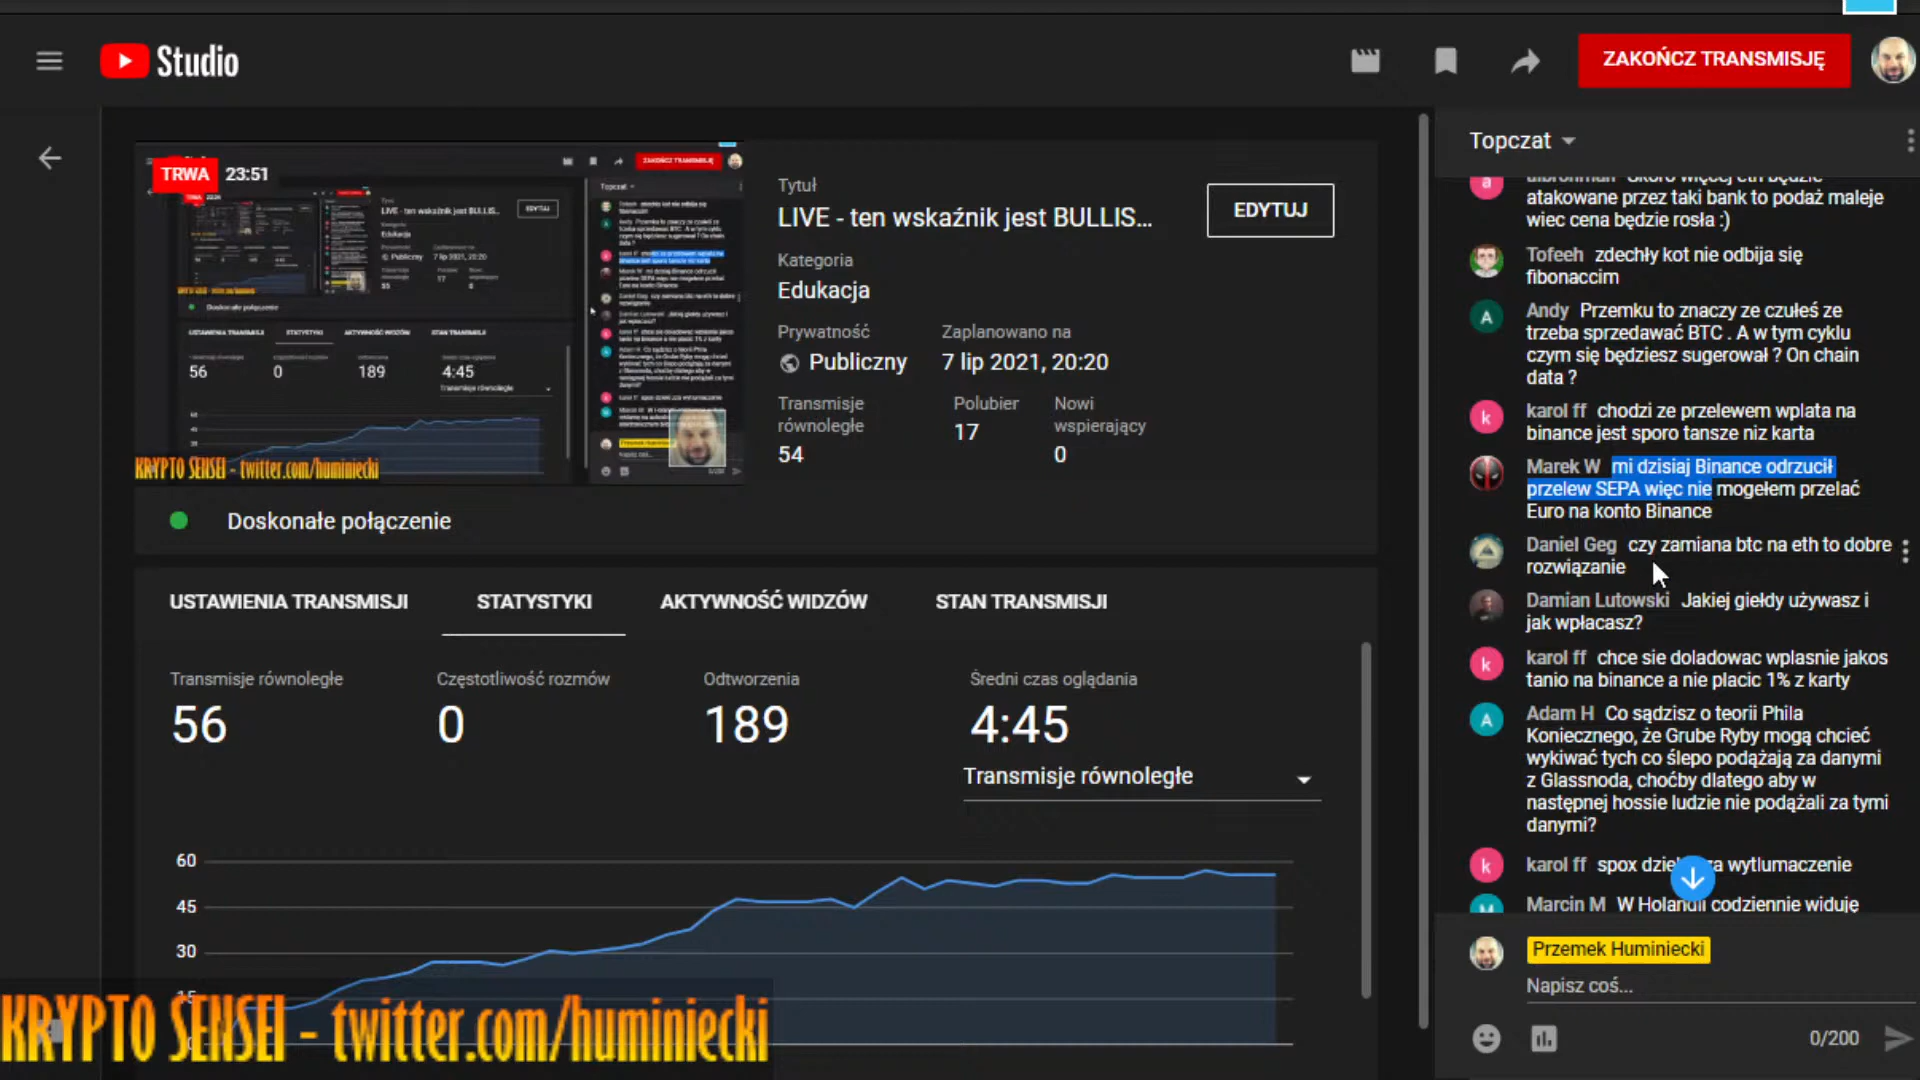 Studio
ZAKOŃCZ TRANSMISJĘ
TRWA 23:51
KRYPTO SENSEI - twitter.com/huminiecki
Tytuł
LIVE - ten wskaźnik jest BULLIS...
EDYTUJ
Kategoria
Edukacja
Prywatność
Publiczny
Zaplanowano na
7 lip 2021, 20:20
Transmisje
równoległe
54
Polubień
17
Nowi
wspierający
0
Doskonałe połączenie
USTAWIENIA TRANSMISJI
STATYSTYKI
AKTYWNOŚĆ WIDZÓW
STAN TRANSMISJI
Transmisje równoległe
56
Częstotliwość rozmów
0
Odtworzenia
189
Średni czas oglądania
4:45
Transmisje równoległe
60
45
30
15
KRYPTO SENSEI - twitter.com/huminiecki
Topczat
atakowane przez taki bank to podaż maleje
wiec cena będzie rosła :)
Tofeeh zdechły kot nie odbija się
fibonaccim
Andy Przemku to znaczy ze czułeś ze
trzeba sprzedawać BTC . A w tym cyklu
czym się będziesz sugerował ? On chain
data ?
karol ff chodzi ze przelewem wplata na
binance jest sporo tansze niz karta
Marek W mi dzisiaj Binance odrzucił
przelew SEPA więc nie mogełem przelać
Euro na konto Binance
Daniel Geg czy zamiana btc na eth to dobre
rozwiązanie
Damian Lutowski Jakiej giełdy używasz i
jak wpłacasz?
karol ff chce sie doladowac wplasnie jakos
tanio na binance a nie placic 1% z karty
Adam H Co sądzisz o teorii Phila
Koniecznego, że Grube Ryby mogą chcieć
wykiwać tych co ślepo podążają za danymi
z Glassnoda, choćby dlatego aby w
następnej hossie ludzie nie podążali za tymi
danymi?
karol ff spox wytlumaczenie
Marcin M W Holandii codziennie widuję
Przemek Huminiecki
Napisz coś...
0/200